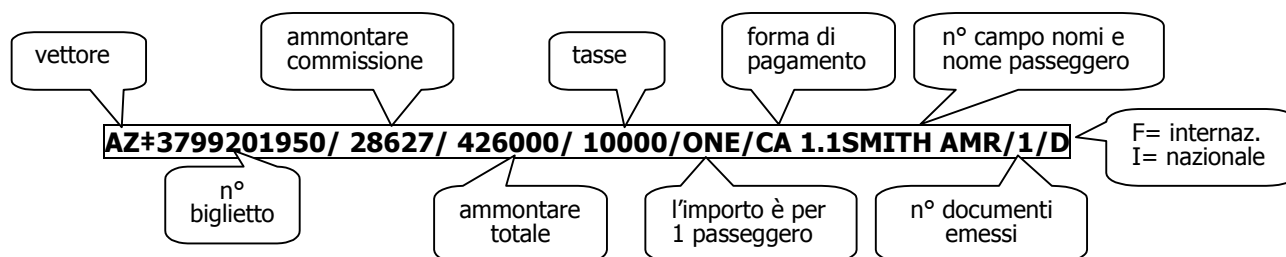 vettore
ammontare
commissione
tasse
forma di
pagamento
n° campo nomi e
nome passeggero
AZ‡3799201950/ 28627/ 426000/ 10000/ONE/CA 1.1SMITH AMR/1/D
F= internaz.
I= nazionale
n°
biglietto
ammontare
totale
l'importo è per
1 passeggero
n° documenti
emessi